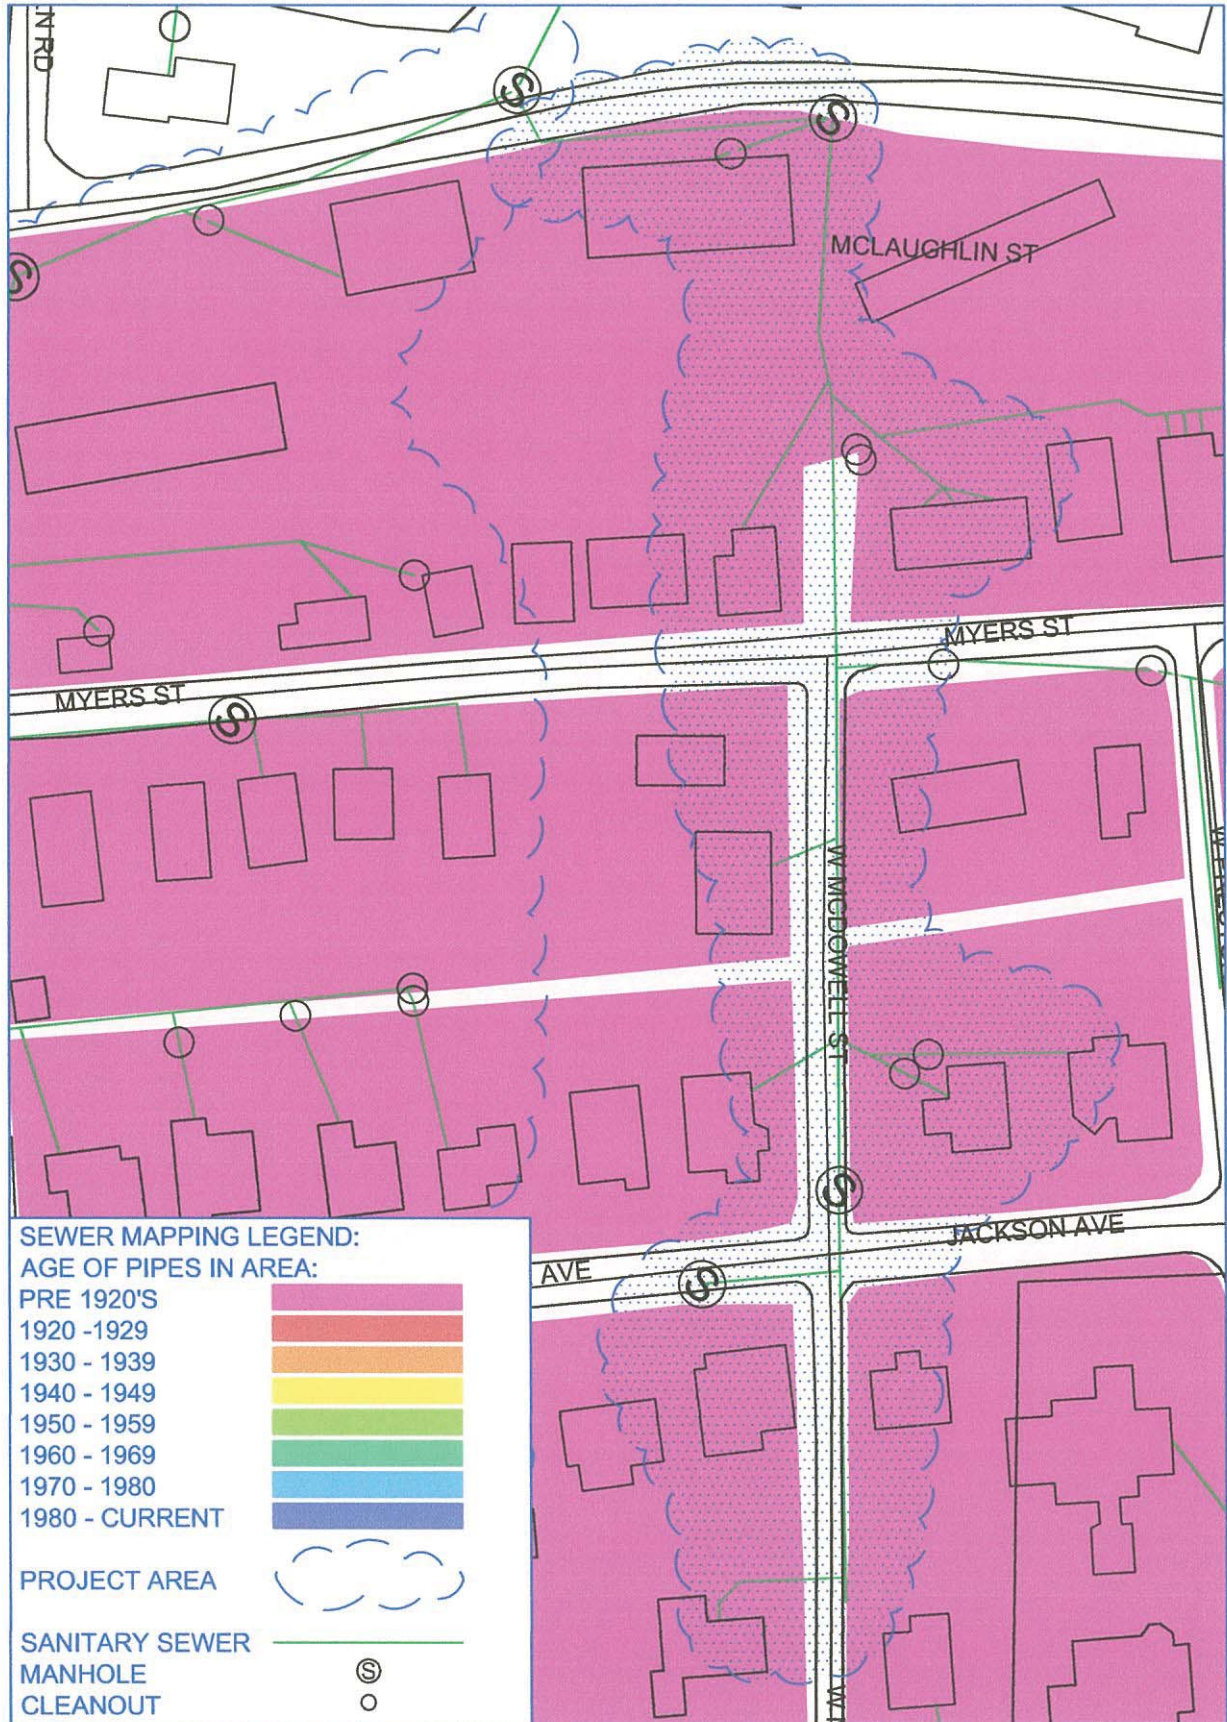 N RD
S
S
MCLAUGHLIN ST
S
MYERS ST
MYERS ST
S
W MCDOWELL ST
S
JACKSON AVE
AVE
S
SEWER MAPPING LEGEND:
AGE OF PIPES IN AREA:
PRE 1920'S
1920 -1929
1930 - 1939
1940 - 1949
1950 - 1959
1960 - 1969
1970 - 1980
1980 - CURRENT
PROJECT AREA
SANITARY SEWER
MANHOLE S
CLEANOUT